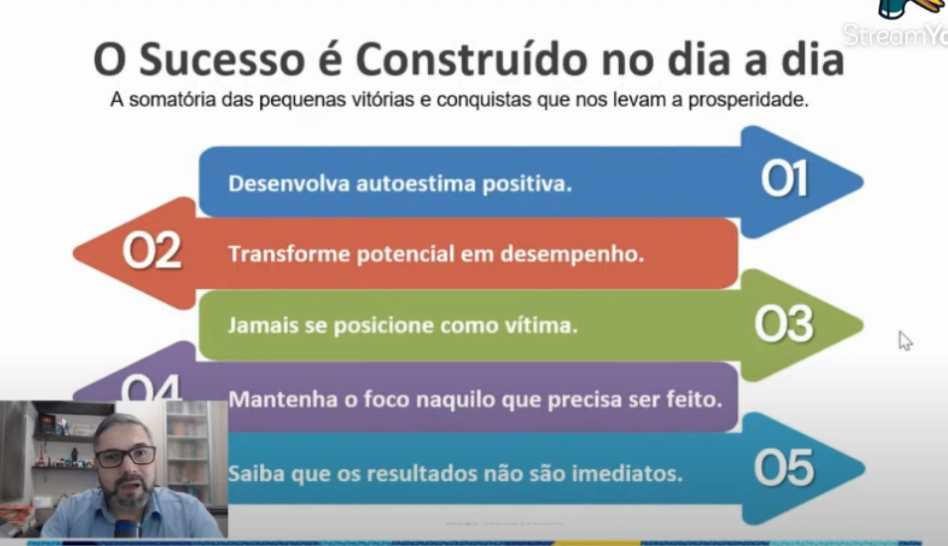 StreamYa
O Sucesso é Construído no dia a dia
A somatória das pequenas vitórias e conquistas que nos levam a prosperidade.
Desenvolva autoestima positiva. 01
02 Transforme potencial em desempenho.
Jamais se posicione como vítima. 03
04 Mantenha o foco naquilo que precisa ser feito.
Saiba que os resultados não são imediatos. 05